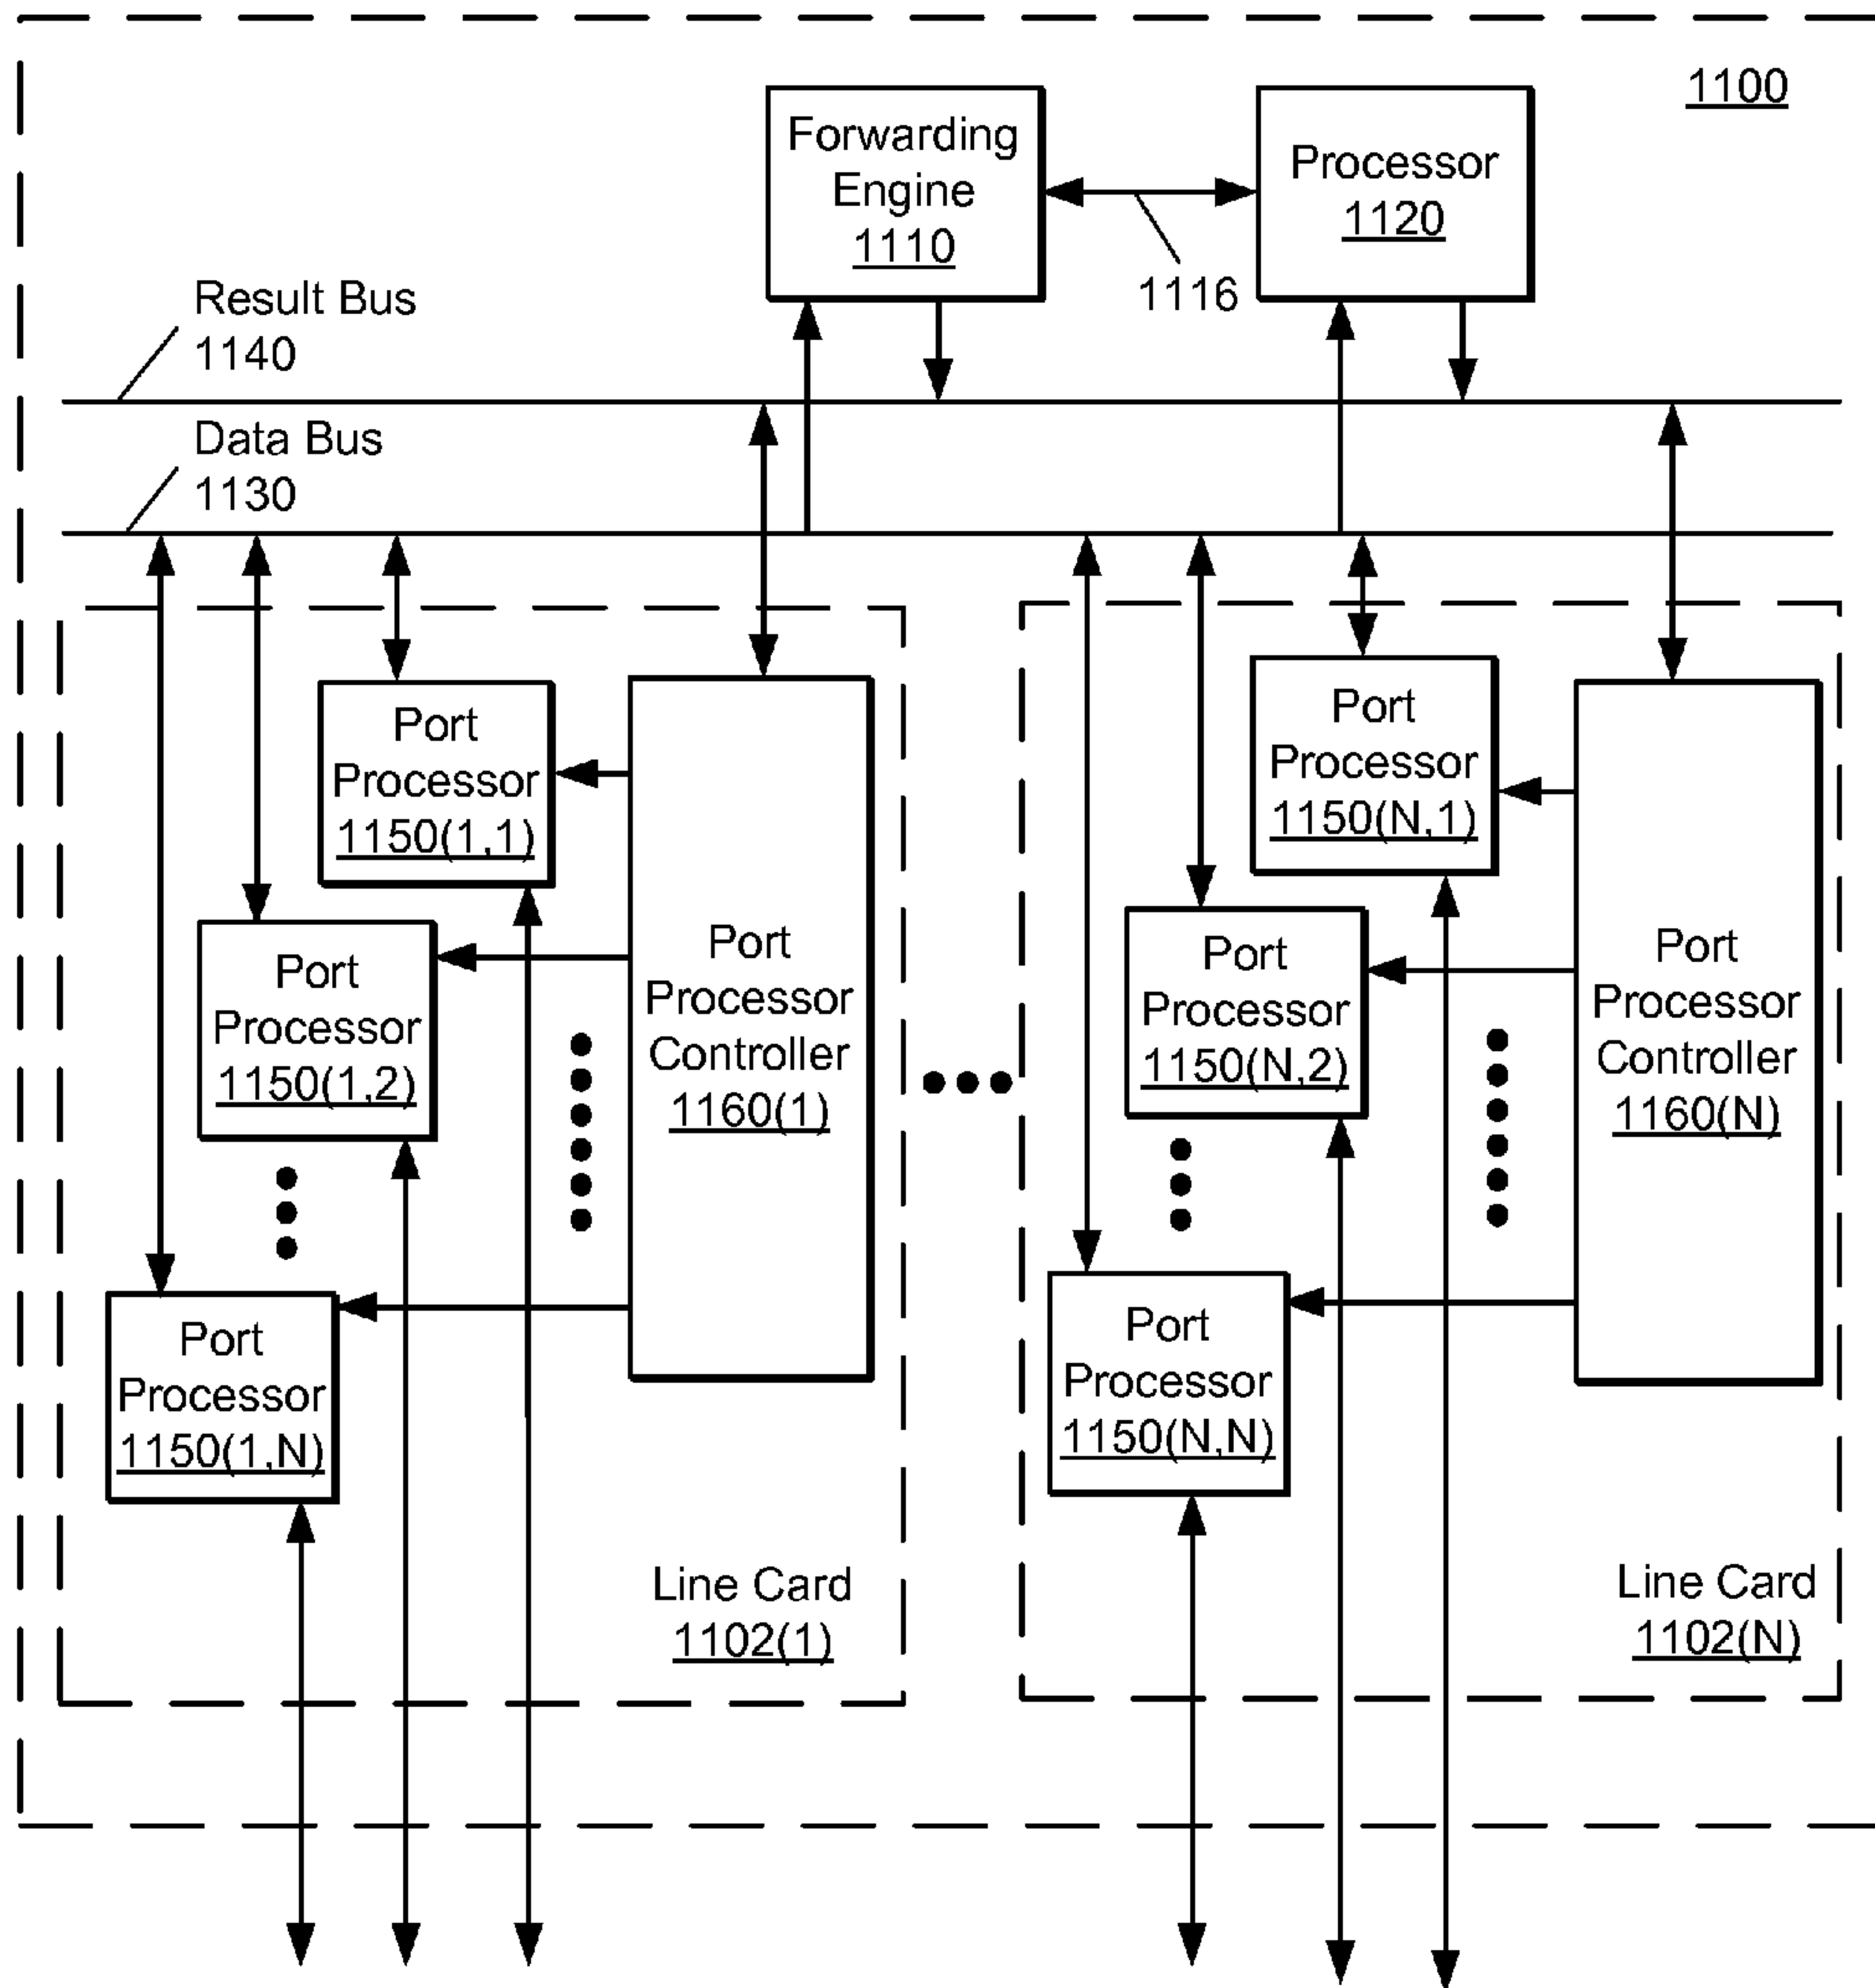 1100
Forwarding
Engine
1110
Processor
1120
1116
Result Bus
1140
Data Bus
1130
Port
Processor
1150(1,1)
Port
Processor
1150(1,2)
Port
Processor
1150(1,N)
Port
Processor
Controller
1160(1)
Line Card
1102(1)
Port
Processor
1150(N,1)
Port
Processor
1150(N,2)
Port
Processor
1150(N,N)
Port
Processor
Controller
1160(N)
Line Card
1102(N)